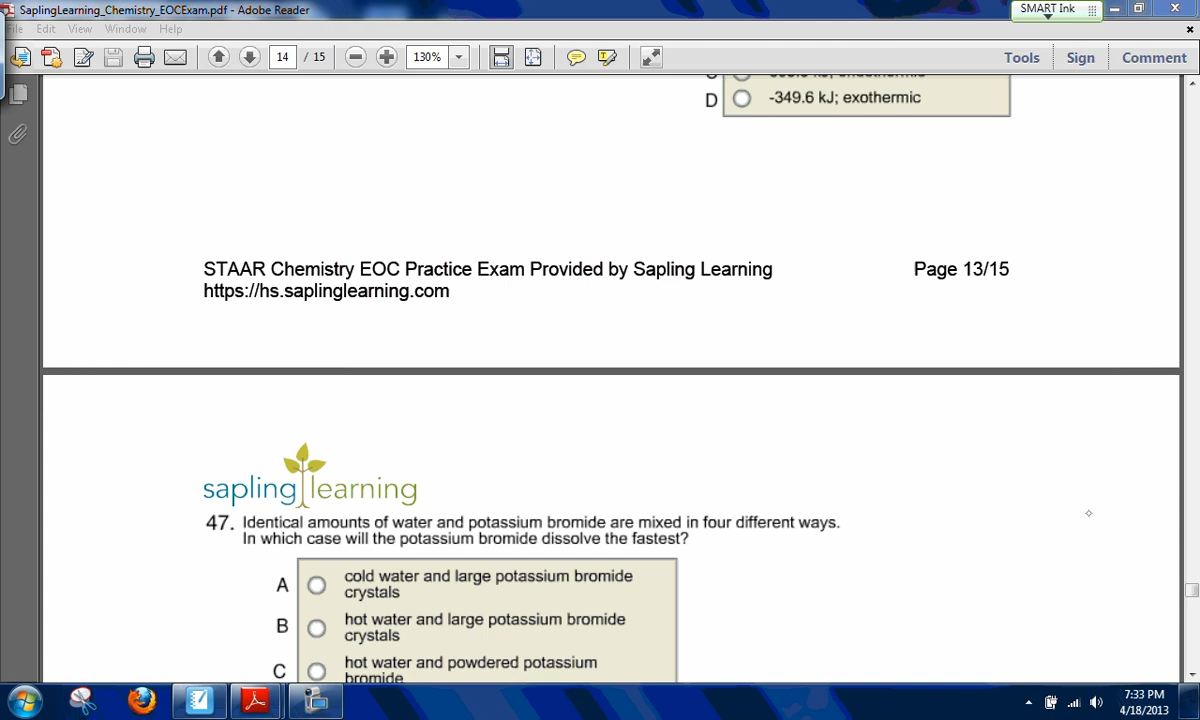 SaplingLearning_Chemistry_EOCExam.pdf - Adobe Reader
SMART Ink
File Edit View Window Help
14 / 15
130%
Tools Sign Comment
D -349.6 kJ; exothermic
STAAR Chemistry EOC Practice Exam Provided by Sapling Learning Page 13/15
https://hs.saplinglearning.com
sapling learning
47. Identical amounts of water and potassium bromide are mixed in four different ways.
In which case will the potassium bromide dissolve the fastest?
A cold water and large potassium bromide
crystals
B hot water and large potassium bromide
crystals
C hot water and powdered potassium
bromide
7:33 PM
4/18/2013